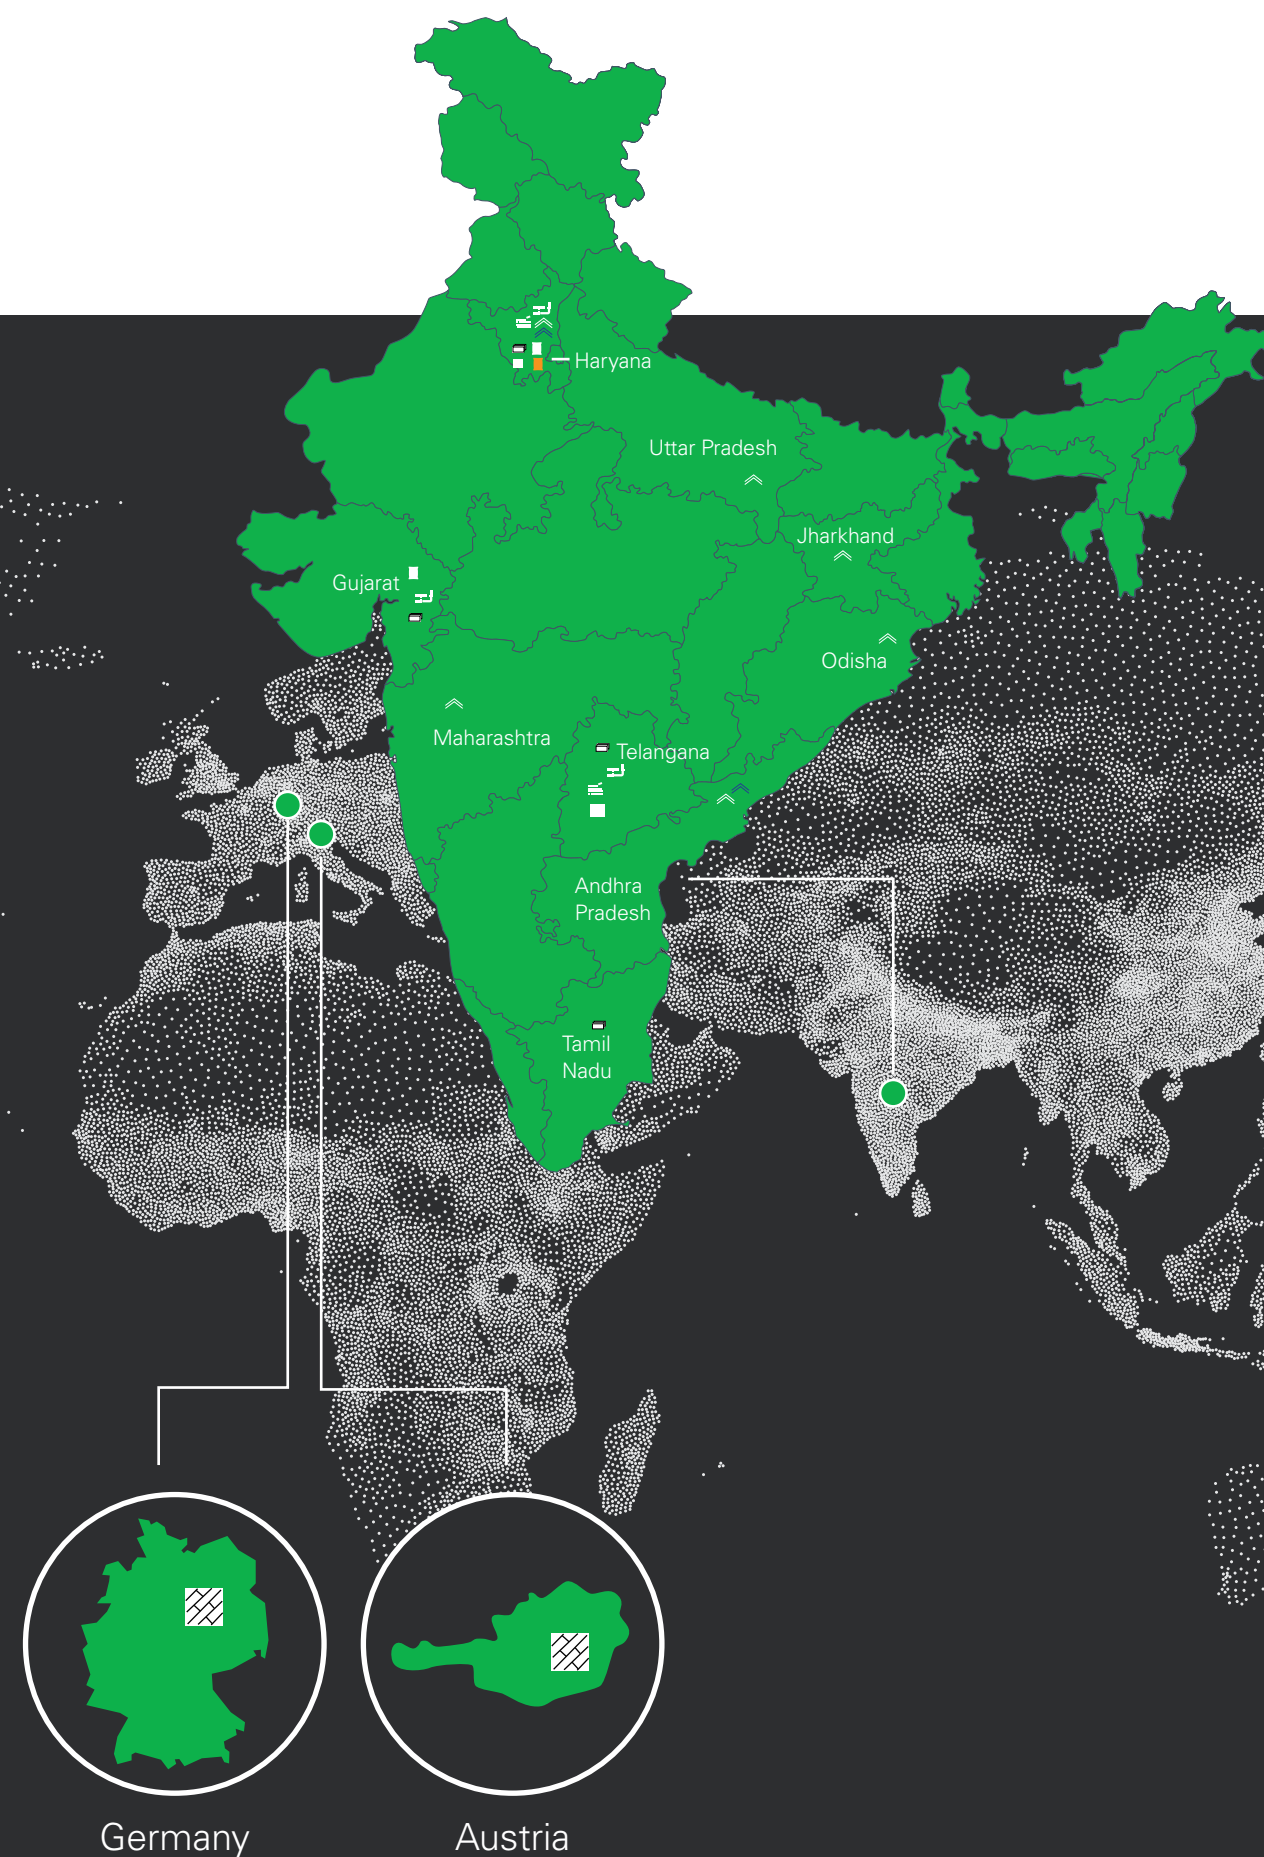 Haryana
Uttar Pradesh
Jharkhand
Gujarat
Odisha
Maharashtra
Telangana
Andhra
Pradesh
Tamil
Nadu
Germany
Austria